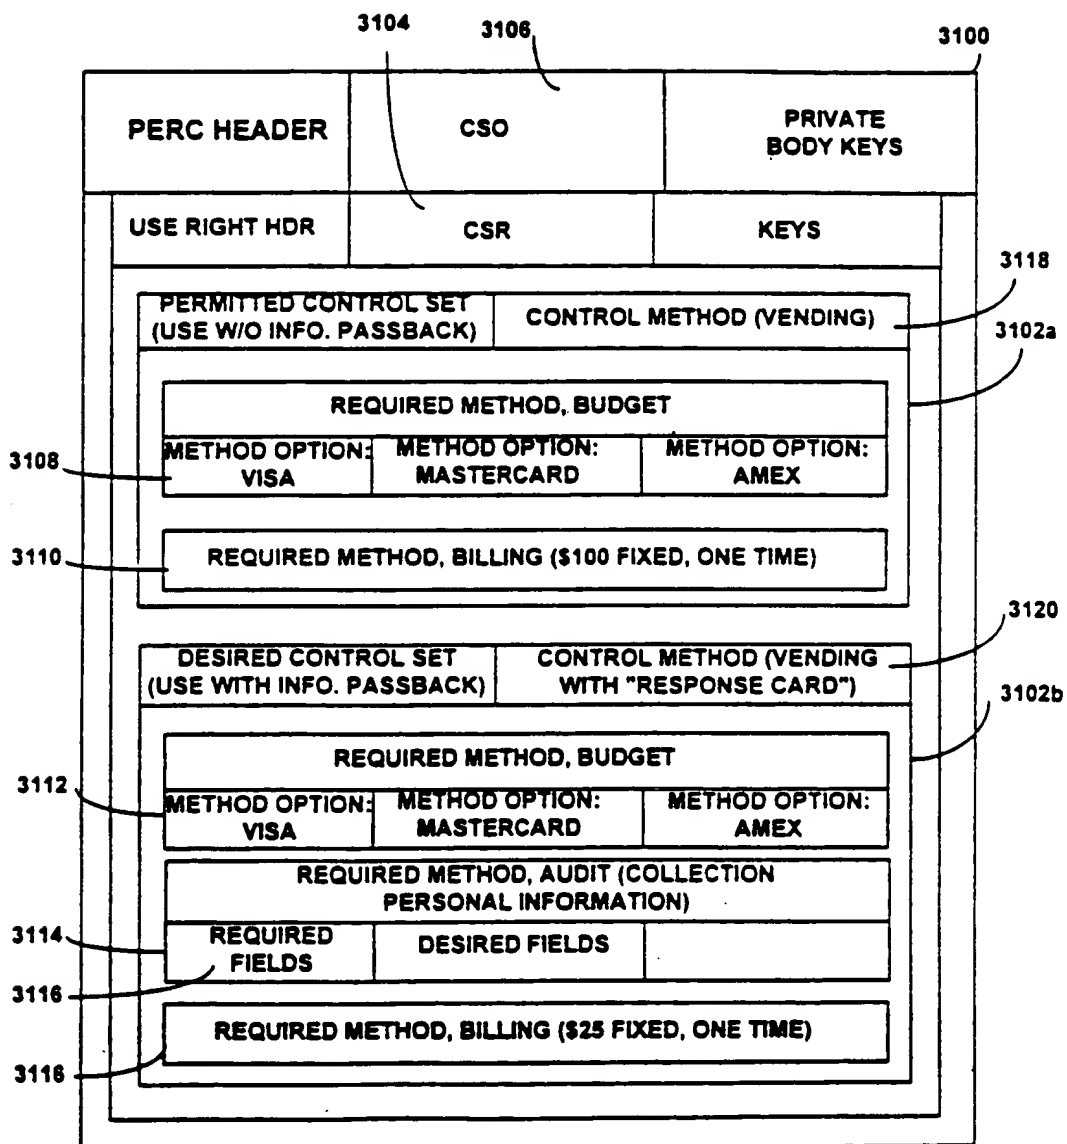 3104
3106
3100
PERC HEADER
CSO
PRIVATE
BODY KEYS
USE RIGHT HDR
CSR
KEYS
3118
PERMITTED CONTROL SET
(USE W/O INFO. PASSBACK)
CONTROL METHOD (VENDING)
3102a
REQUIRED METHOD, BUDGET
3108
METHOD OPTION:
VISA
METHOD OPTION:
MASTERCARD
METHOD OPTION:
AMEX
3110
REQUIRED METHOD, BILLING ($100 FIXED, ONE TIME)
3120
DESIRED CONTROL SET
(USE WITH INFO. PASSBACK)
CONTROL METHOD (VENDING
WITH "RESPONSE CARD")
3102b
REQUIRED METHOD, BUDGET
3112
METHOD OPTION:
VISA
METHOD OPTION:
MASTERCARD
METHOD OPTION:
AMEX
REQUIRED METHOD, AUDIT (COLLECTION
PERSONAL INFORMATION)
3114
REQUIRED
FIELDS
DESIRED FIELDS
3116
REQUIRED METHOD, BILLING ($25 FIXED, ONE TIME)
3116